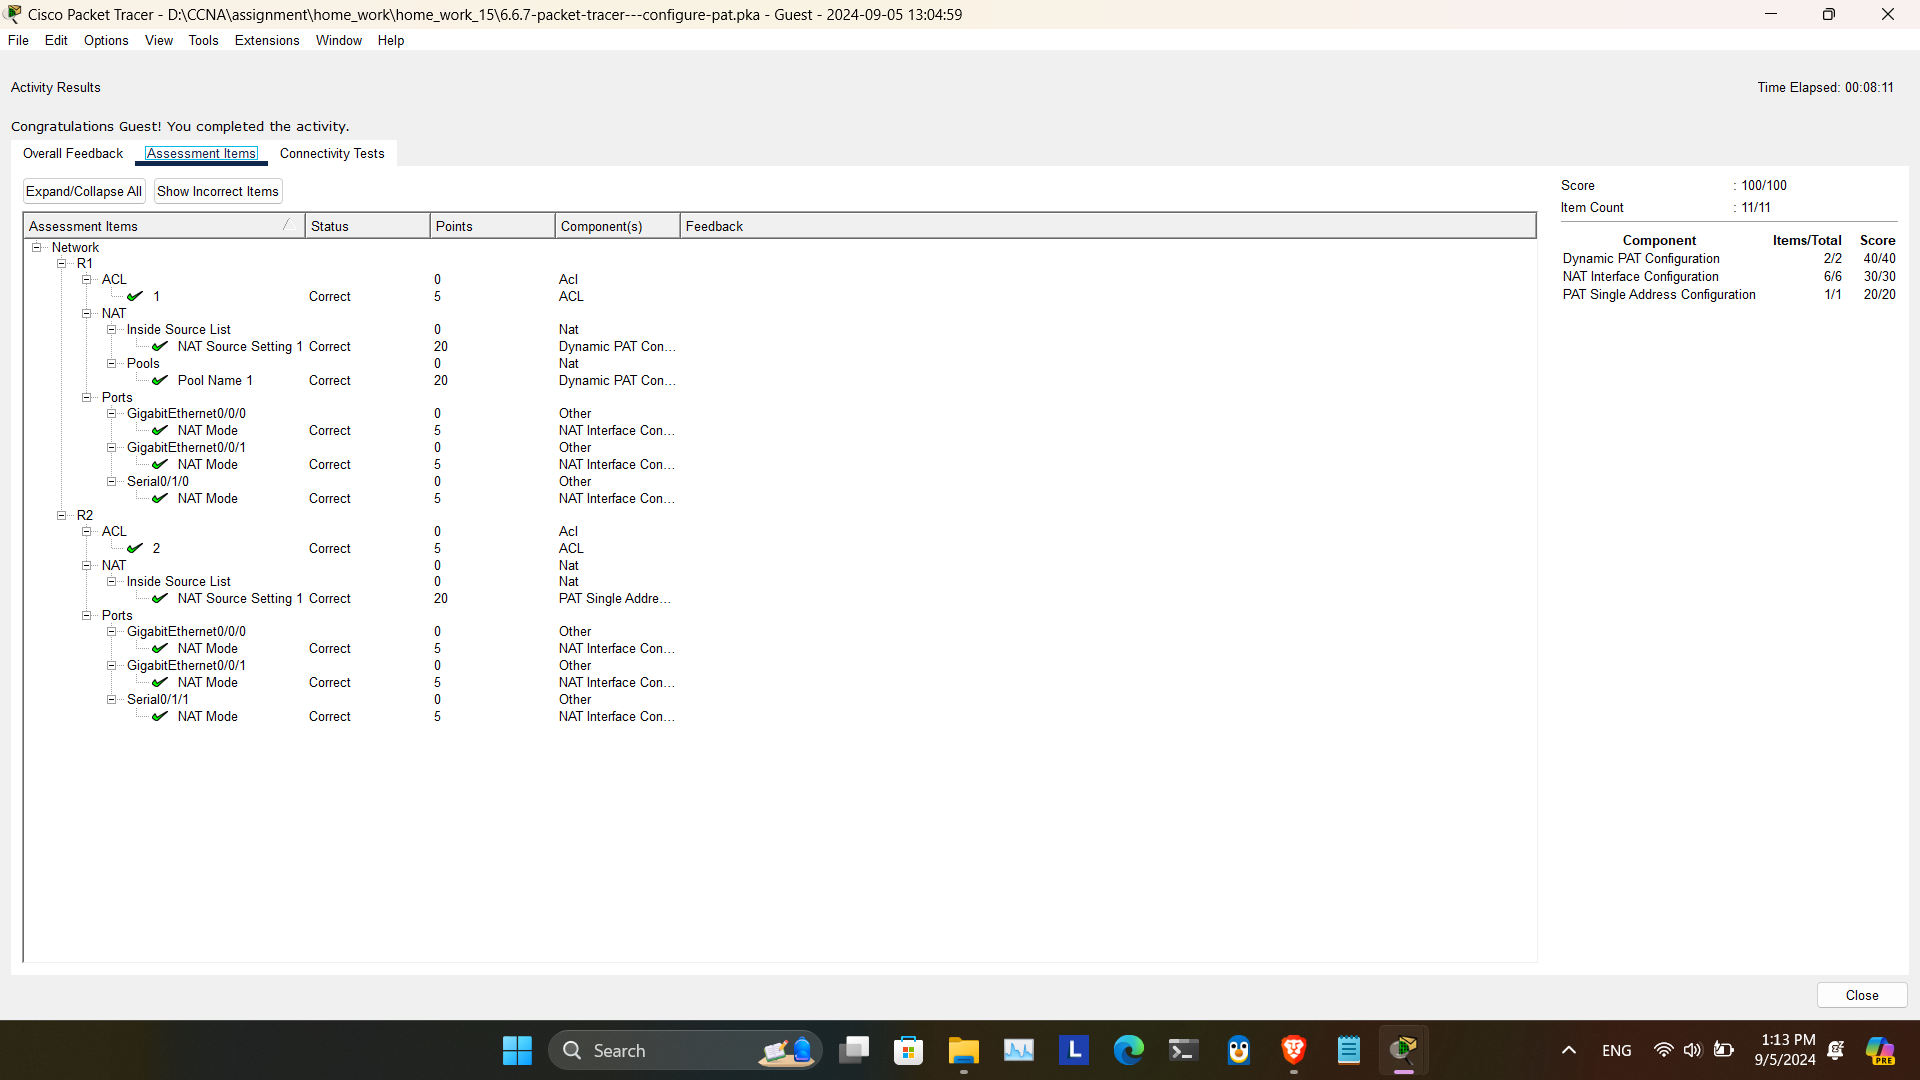 Cisco Packet Tracer - D:\CCNA\assignment\home_work\home_work_15\6.6.7-packet-tracer---configure-pat.pka - Guest - 2024-09-05 13:04:59
File Edit Options View Tools Extensions Window Help
Activity Results
Time Elapsed: 00:08:11
Congratulations Guest! You completed the activity.
Overall Feedback Assessment Items Connectivity Tests
Expand/Collapse All Show Incorrect Items
Assessment Items Status Points Component(s) Feedback
Network
R1
ACL 0 Acl
1 Correct 5 ACL
NAT
Inside Source List 0 Nat
NAT Source Setting 1 Correct 20 Dynamic PAT Con...
Pools 0 Nat
Pool Name 1 Correct 20 Dynamic PAT Con...
Ports
GigabitEthernet0/0/0 0 Other
NAT Mode Correct 5 NAT Interface Con...
GigabitEthernet0/0/1 0 Other
NAT Mode Correct 5 NAT Interface Con...
Serial0/1/0 0 Other
NAT Mode Correct 5 NAT Interface Con...
R2
ACL 0 Acl
2 Correct 5 ACL
NAT 0 Nat
Inside Source List 0 Nat
NAT Source Setting 1 Correct 20 PAT Single Addre...
Ports
GigabitEthernet0/0/0 0 Other
NAT Mode Correct 5 NAT Interface Con...
GigabitEthernet0/0/1 0 Other
NAT Mode Correct 5 NAT Interface Con...
Serial0/1/1 0 Other
NAT Mode Correct 5 NAT Interface Con...
Score : 100/100
Item Count : 11/11
Component Items/Total Score
Dynamic PAT Configuration 2/2 40/40
NAT Interface Configuration 6/6 30/30
PAT Single Address Configuration 1/1 20/20
Close
Search
L
ENG
1:13 PM
9/5/2024
PRE